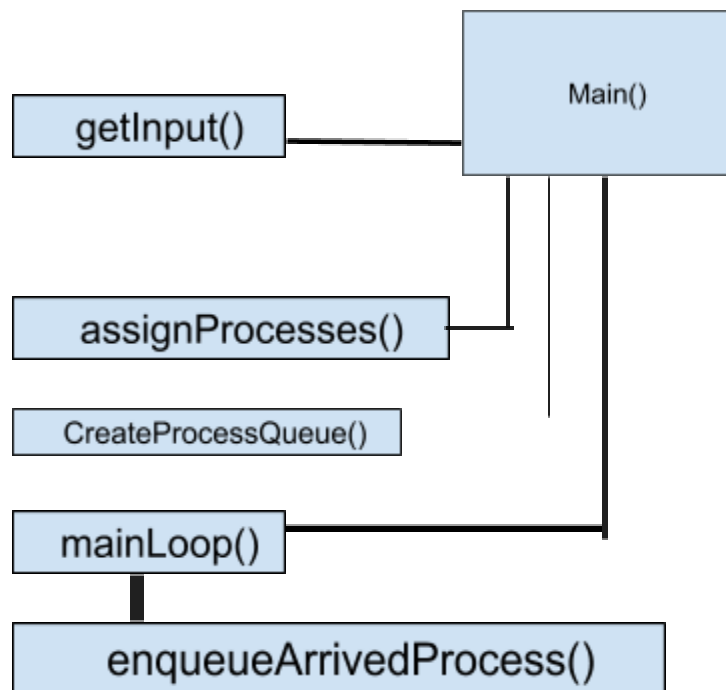 Main()
getInput()
assignProcesses()
CreateProcessQueue()
mainLoop()
enqueueArrivedProcess()